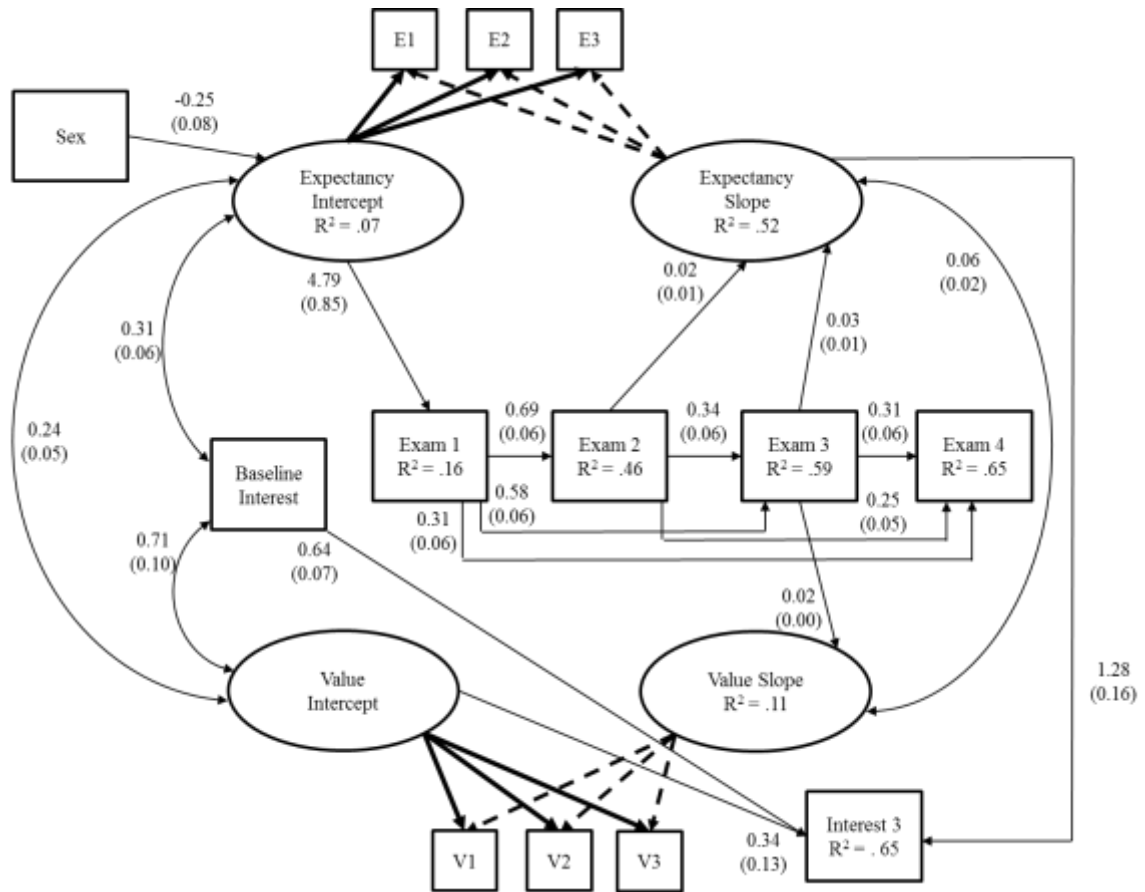 E1
E2
E3
Sex
-0.25
(0.08)
Expectancy
Intercept
R² = .07
Expectancy
Slope
R² = .52
4.79
(0.85)
0.02
(0.01)
0.06
(0.02)
0.31
(0.06)
0.03
(0.01)
0.24
(0.05)
Baseline
Interest
Exam 1
R² = .16
0.69
(0.06)
Exam 2
R² = .46
0.34
(0.06)
Exam 3
R² = .59
0.31
(0.06)
Exam 4
R² = .65
0.58
(0.06)
0.31
(0.06)
0.25
(0.05)
0.71
(0.10)
0.64
(0.07)
0.02
(0.00)
Value
Intercept
Value Slope
R² = .11
1.28
(0.16)
V1
V2
V3
0.34
(0.13)
Interest 3
R² = . 65